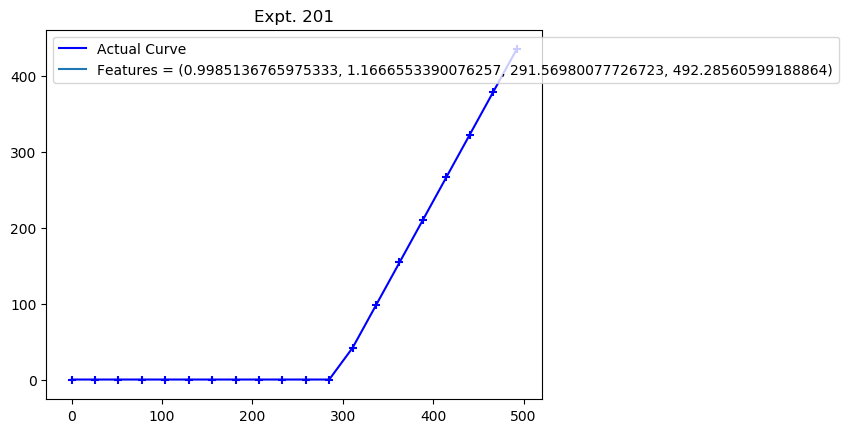 Expt. 201
Actual Curve
Features = (0.9985136765975333, 1.1666553390076257, 291.56980077726723, 492.28560599188864)
400
300
200
100
0
0 100 200 300 400 500